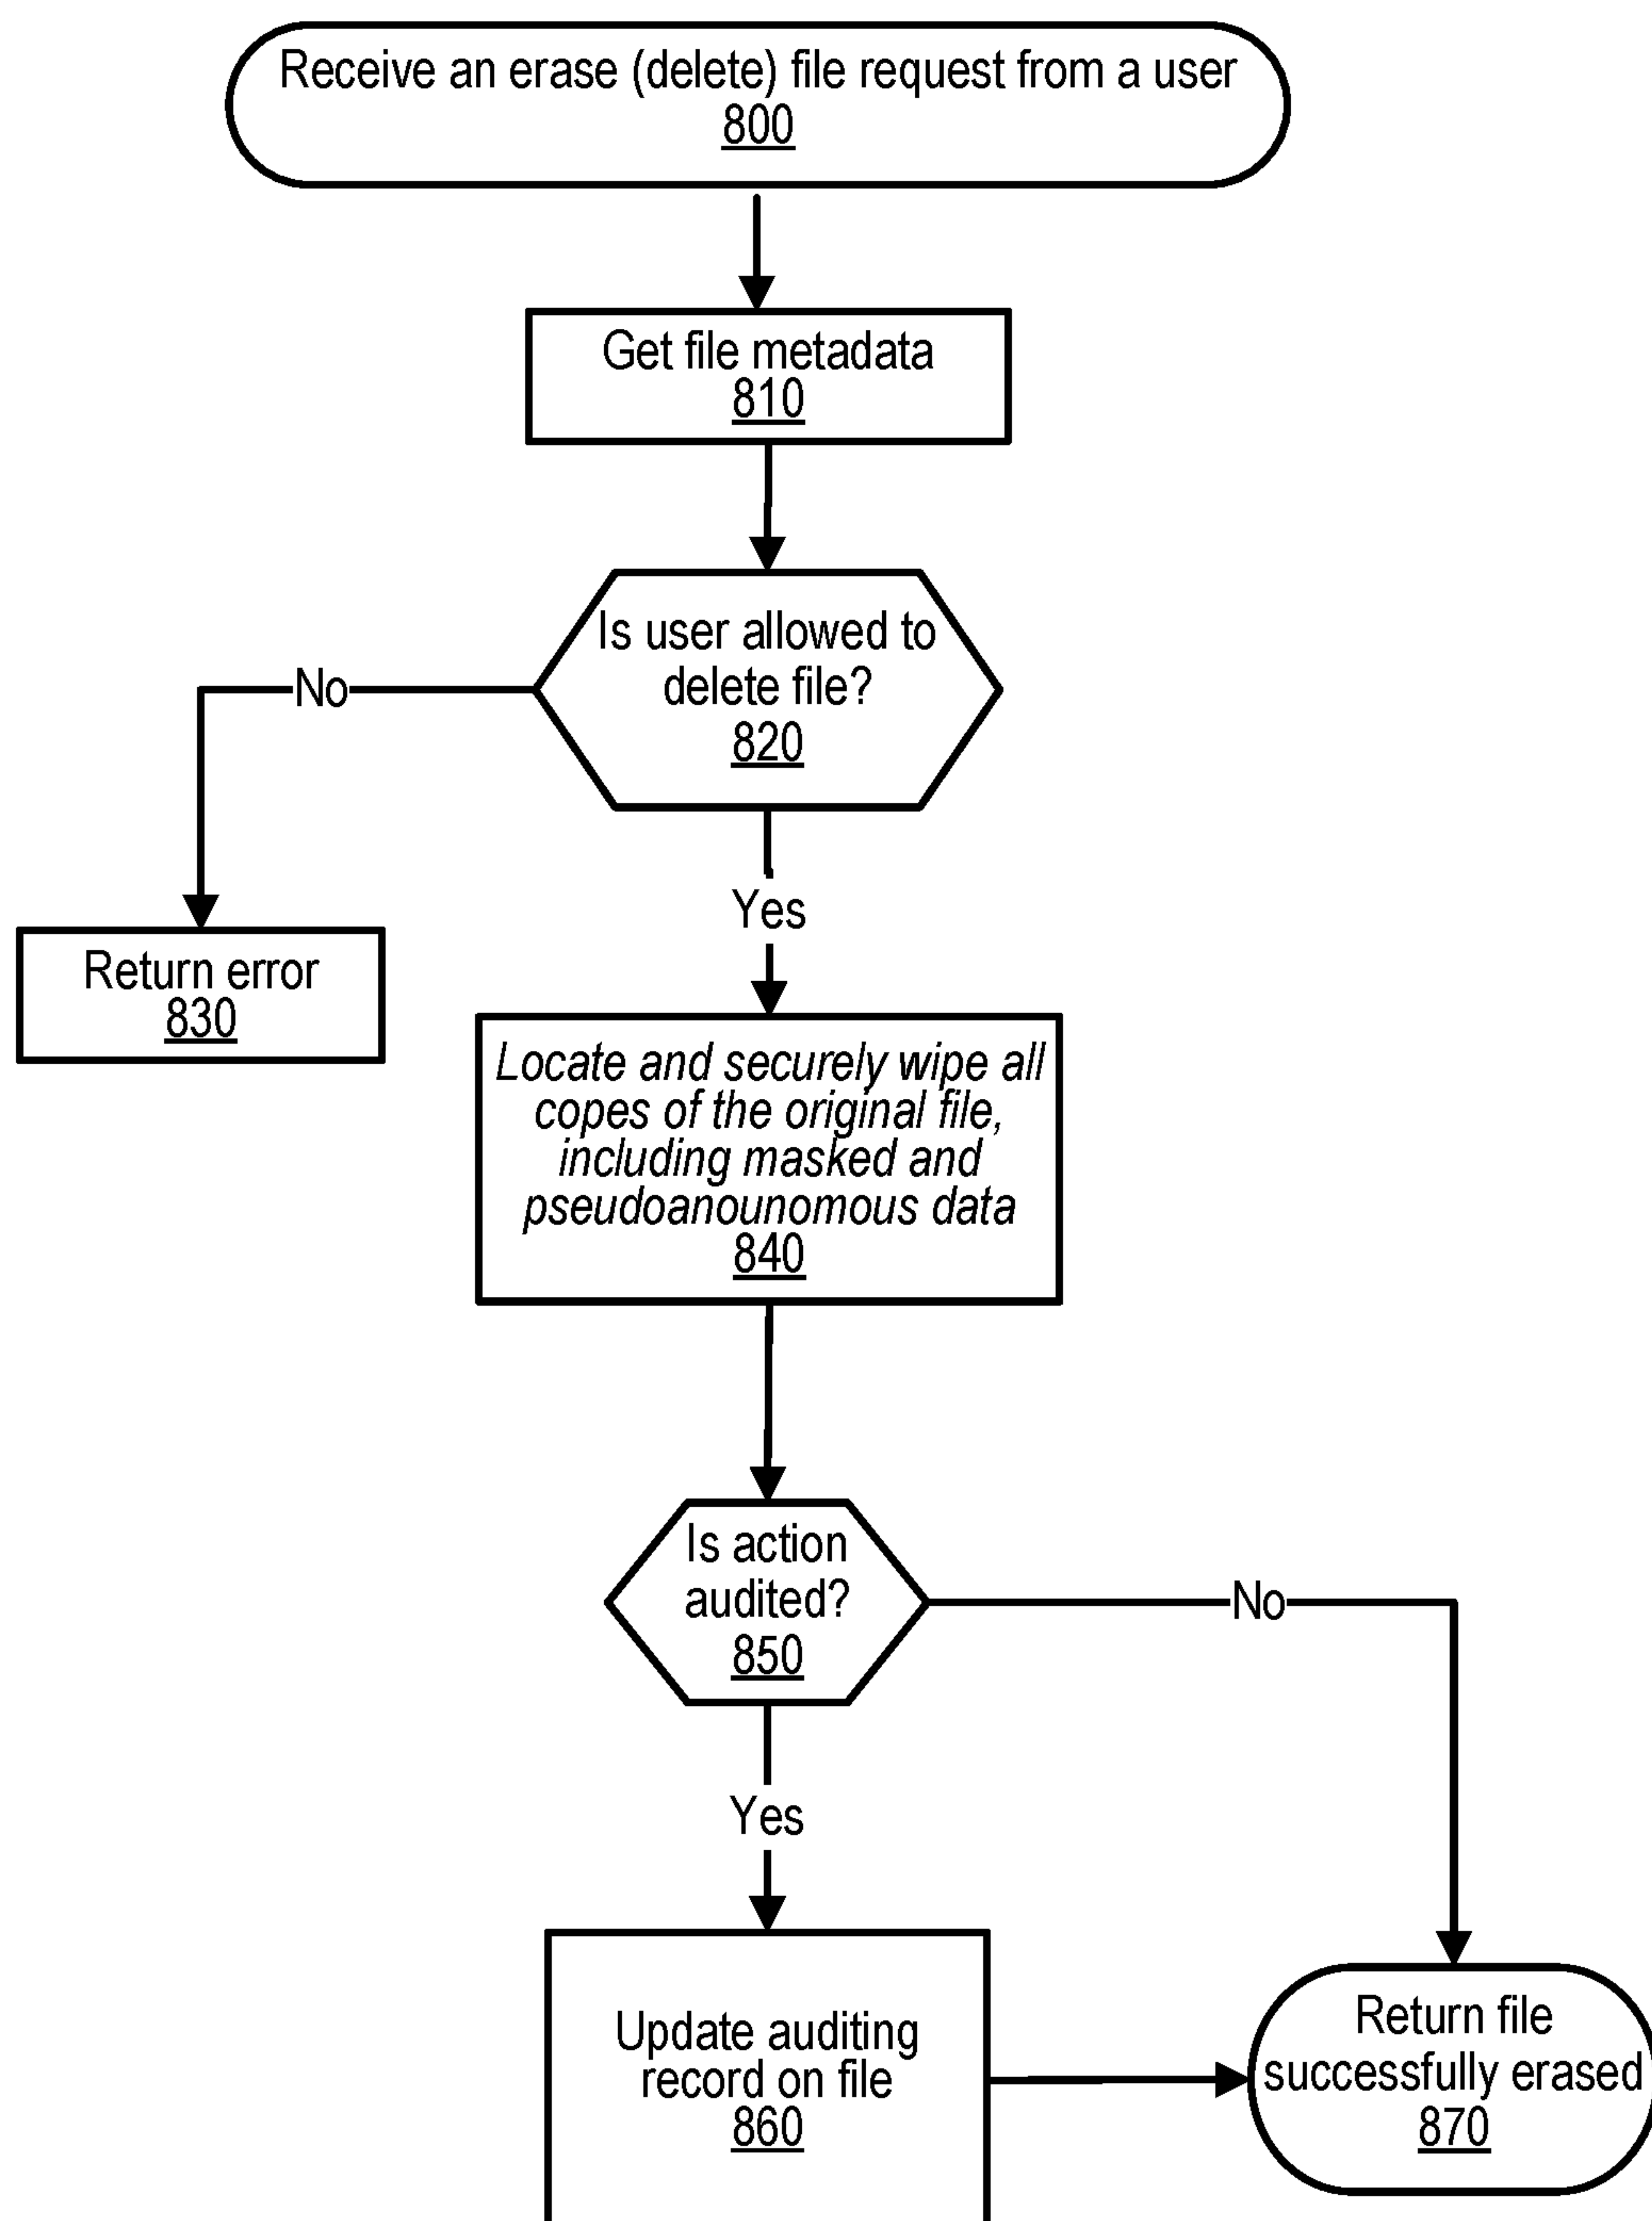 Receive an erase (delete) file request from a user
800
Get file metadata
810
Is user allowed to
delete file?
820
No
Yes
Return error
830
Locate and securely wipe all
copes of the original file,
including masked and
pseudoanounomous data
840
Is action
audited?
850
No
Yes
Update auditing
record on file
860
Return file
successfully erased
870